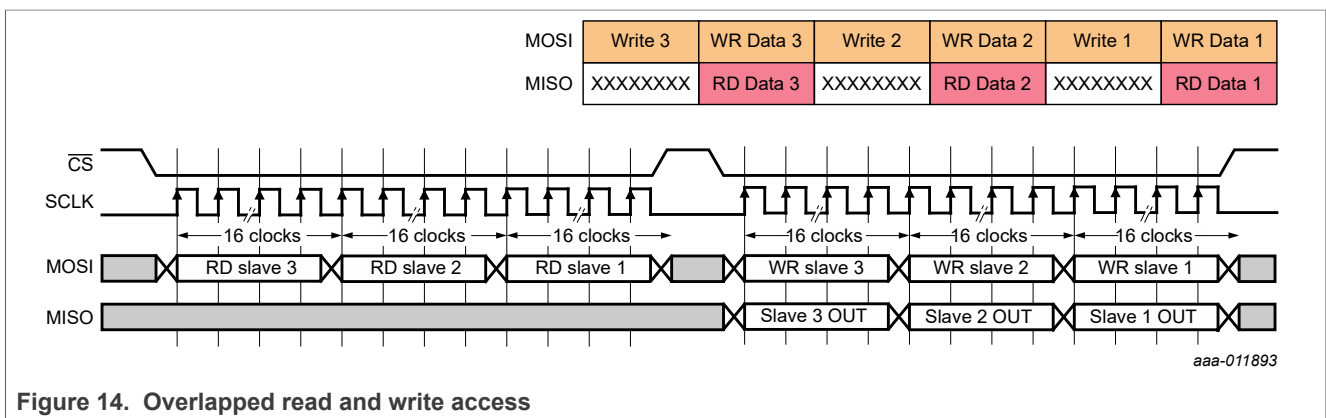 MOSI Write 3 WR Data 3 Write 2 WR Data 2 Write 1 WR Data 1
MISO XXXXXXXX RD Data 3 XXXXXXXX RD Data 2 XXXXXXXX RD Data 1
CS
SCLK
16 clocks 16 clocks 16 clocks 16 clocks 16 clocks 16 clocks
MOSI RD slave 3 RD slave 2 RD slave 1 WR slave 3 WR slave 2 WR slave 1
MISO Slave 3 OUT Slave 2 OUT Slave 1 OUT
aaa-011893
Figure 14. Overlapped read and write access